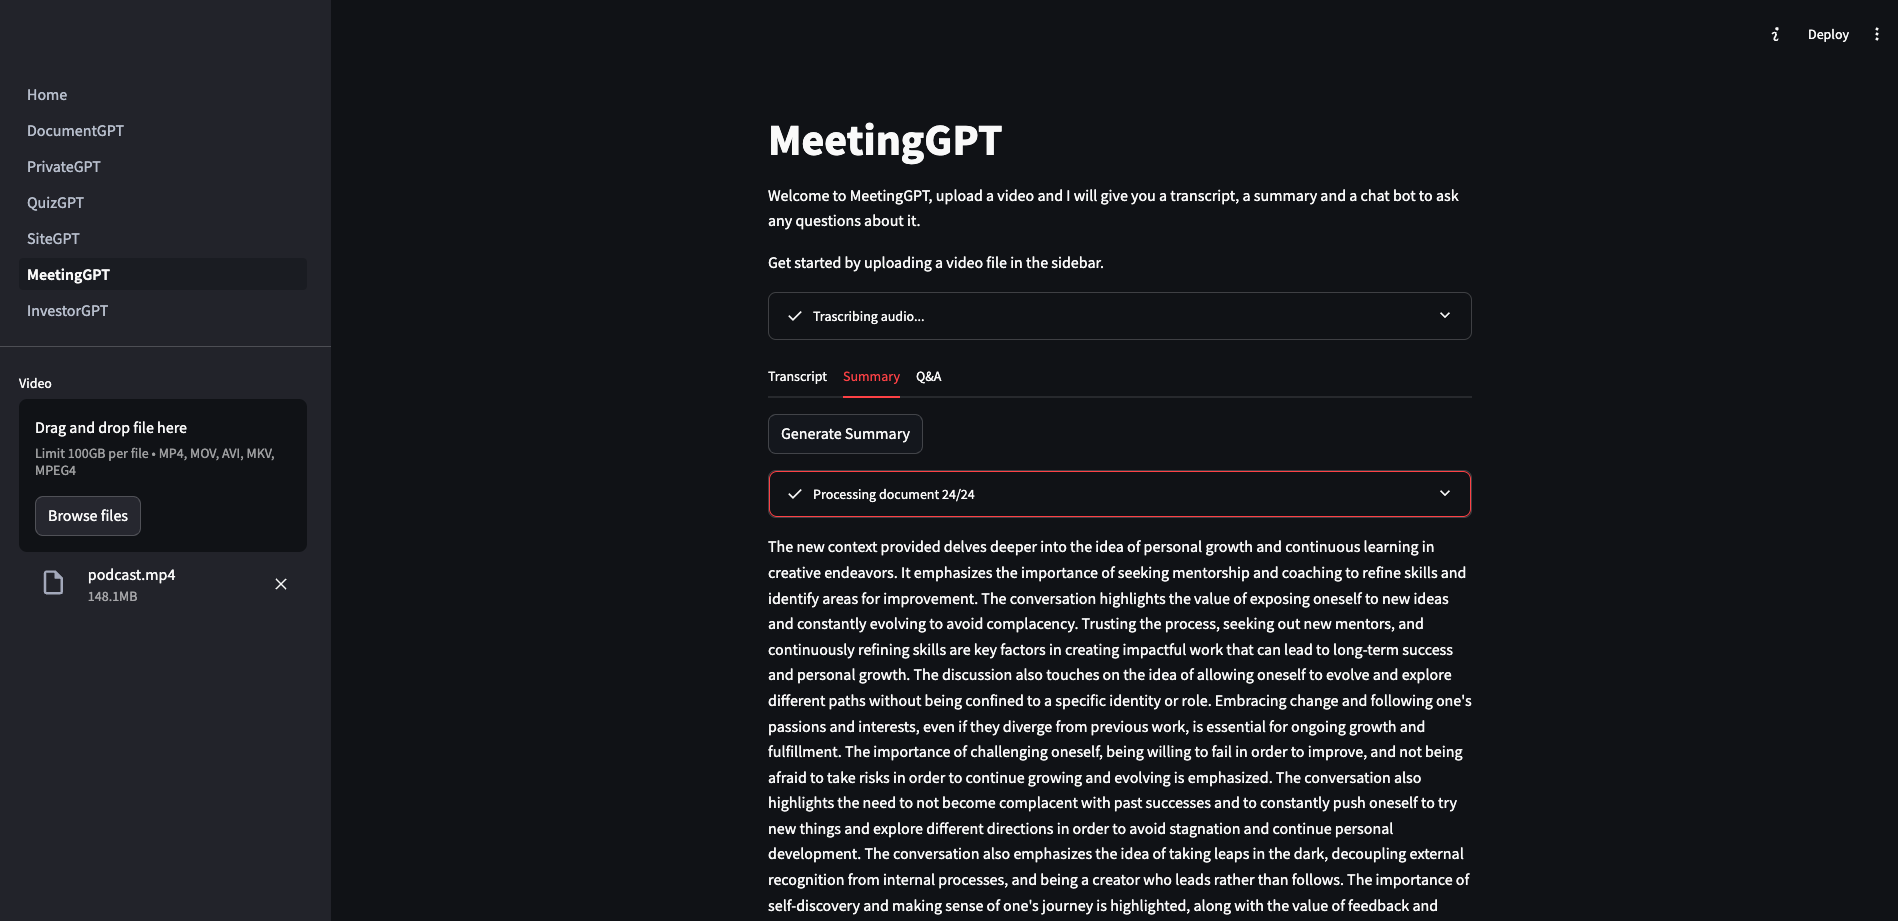 Home
DocumentGPT
PrivateGPT
QuizGPT
SiteGPT
MeetingGPT
InvestorGPT
Video
Drag and drop file here
Limit 100GB per file • MP4, MOV, AVI, MKV,
MPEG4
Browse files
podcast.mp4
148.1MB
Deploy
MeetingGPT
Welcome to MeetingGPT, upload a video and I will give you a transcript, a summary and a chat bot to ask
any questions about it.
Get started by uploading a video file in the sidebar.
Trascribing audio...
Transcript Summary Q&A
Generate Summary
Processing document 24/24
The new context provided delves deeper into the idea of personal growth and continuous learning in
creative endeavors. It emphasizes the importance of seeking mentorship and coaching to refine skills and
identify areas for improvement. The conversation highlights the value of exposing oneself to new ideas
and constantly evolving to avoid complacency. Trusting the process, seeking out new mentors, and
continuously refining skills are key factors in creating impactful work that can lead to long-term success
and personal growth. The discussion also touches on the idea of allowing oneself to evolve and explore
different paths without being confined to a specific identity or role. Embracing change and following one's
passions and interests, even if they diverge from previous work, is essential for ongoing growth and
fulfillment. The importance of challenging oneself, being willing to fail in order to improve, and not being
afraid to take risks in order to continue growing and evolving is emphasized. The conversation also
highlights the need to not become complacent with past successes and to constantly push oneself to try
new things and explore different directions in order to avoid stagnation and continue personal
development. The conversation also emphasizes the idea of taking leaps in the dark, decoupling external
recognition from internal processes, and being a creator who leads rather than follows. The importance of
self-discovery and making sense of one's journey is highlighted, along with the value of feedback and